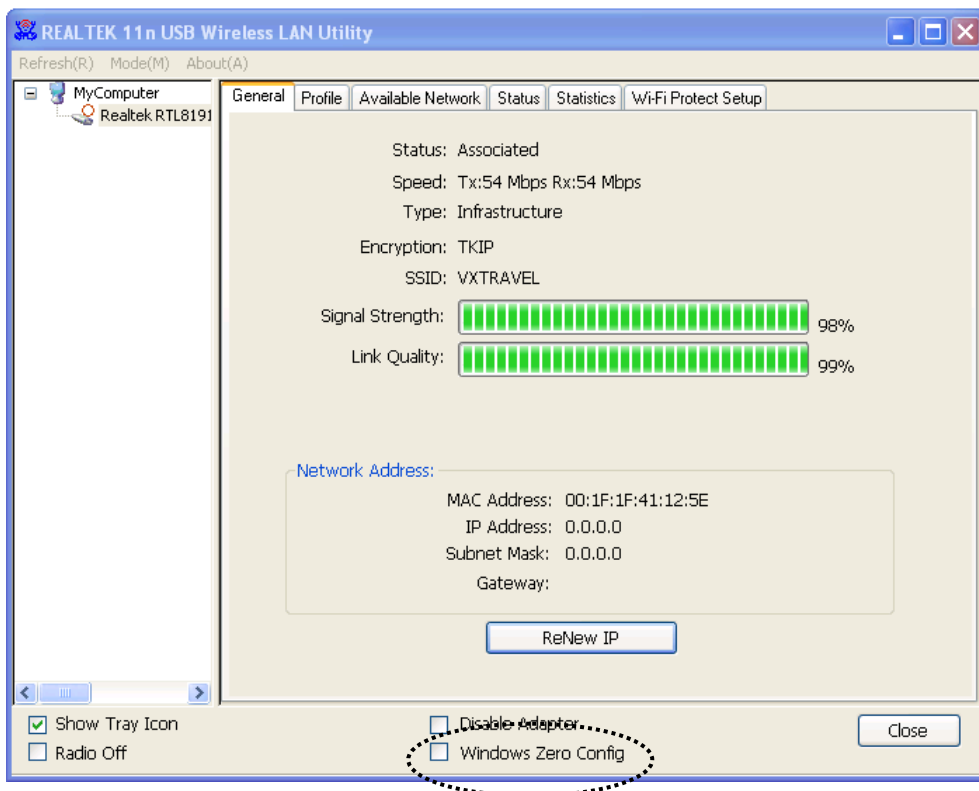 REALTEK 11n USB Wireless LAN Utility
Refresh(R) Mode(M) About(A)
MyComputer
Realtek RTL8191
General Profile Available Network Status Statistics Wi-Fi Protect Setup
Status: Associated
Speed: Tx:54 Mbps Rx:54 Mbps
Type: Infrastructure
Encryption: TKIP
SSID: VXTRAVEL
Signal Strength: 98%
Link Quality: 99%
Network Address:
MAC Address: 00:1F:1F:41:12:5E
IP Address: 0.0.0.0
Subnet Mask: 0.0.0.0
Gateway:
ReNew IP
Show Tray Icon
Radio Off
Disable Adapter
Windows Zero Config
Close